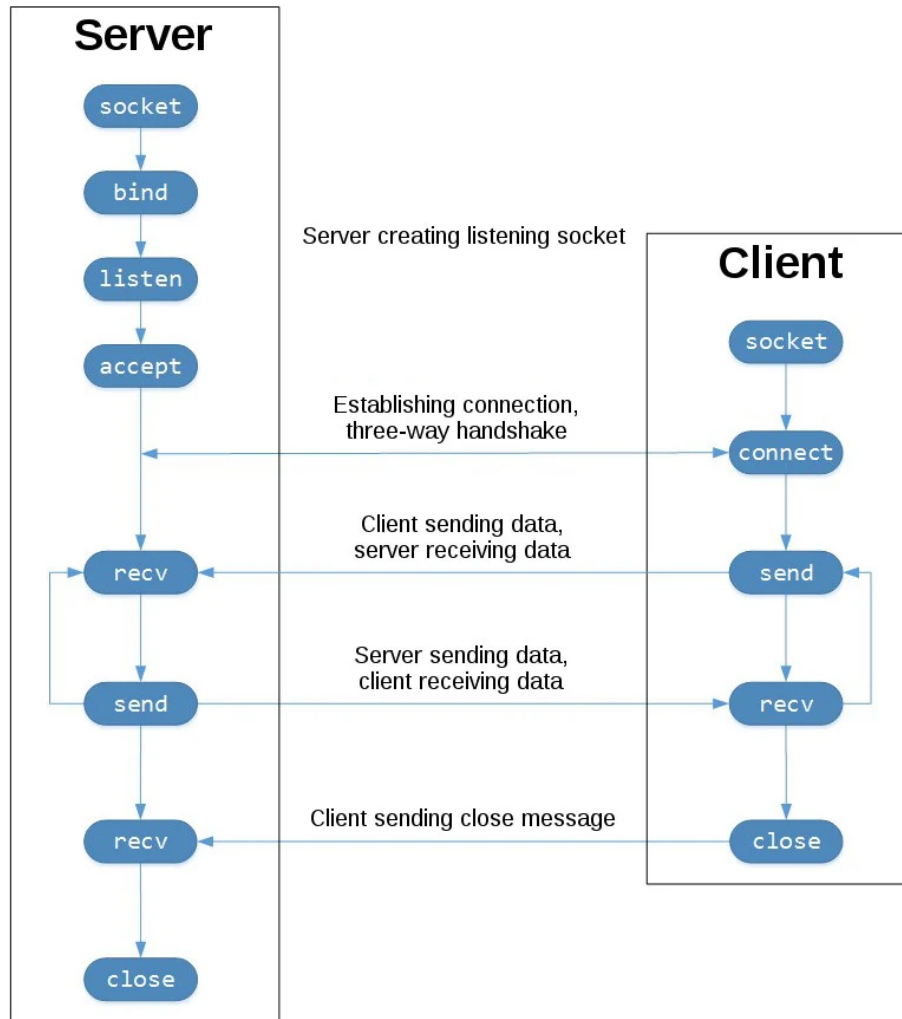 Server
socket
bind
listen
accept
recv
send
recv
close
Server creating listening socket
Establishing connection,
three-way handshake
Client sending data,
server receiving data
Server sending data,
client receiving data
Client sending close message
Client
socket
connect
send
recv
close